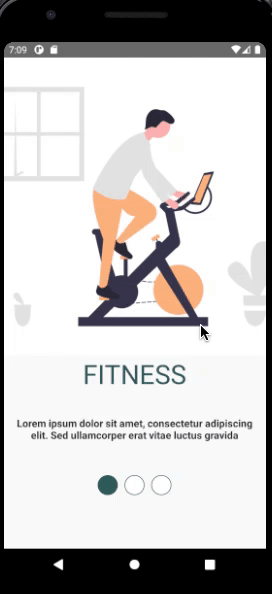 7:09
FITNESS
Lorem ipsum dolor sit amet, consectetur adipiscing
elit. Sed ullamcorper erat vitae luctus gravida